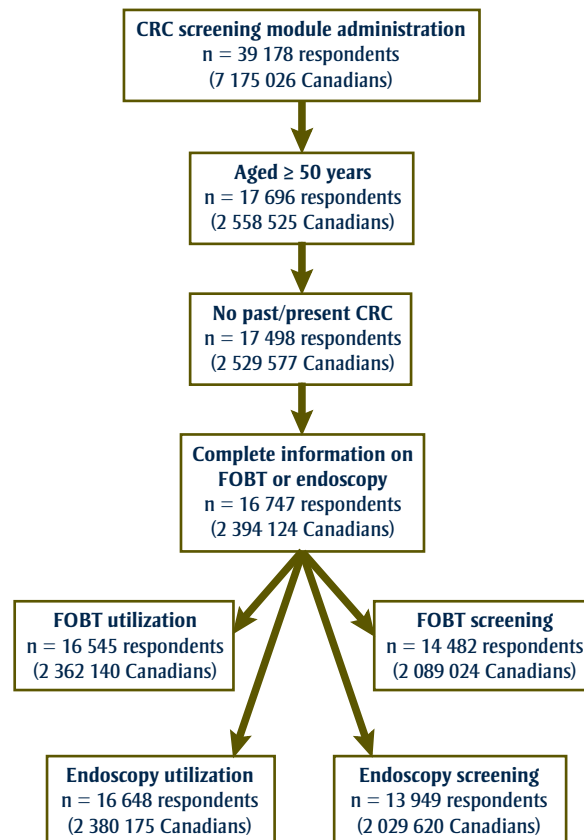 CRC screening module administration
n = 39 178 respondents
(7 175 026 Canadians)
Aged ≥ 50 years
n = 17 696 respondents
(2 558 525 Canadians)
No past/present CRC
n = 17 498 respondents
(2 529 577 Canadians)
Complete information on
FOBT or endoscopy
n = 16 747 respondents
(2 394 124 Canadians)
FOBT utilization
n = 16 545 respondents
(2 362 140 Canadians)
FOBT screening
n = 14 482 respondents
(2 089 024 Canadians)
Endoscopy utilization
n = 16 648 respondents
(2 380 175 Canadians)
Endoscopy screening
n = 13 949 respondents
(2 029 620 Canadians)